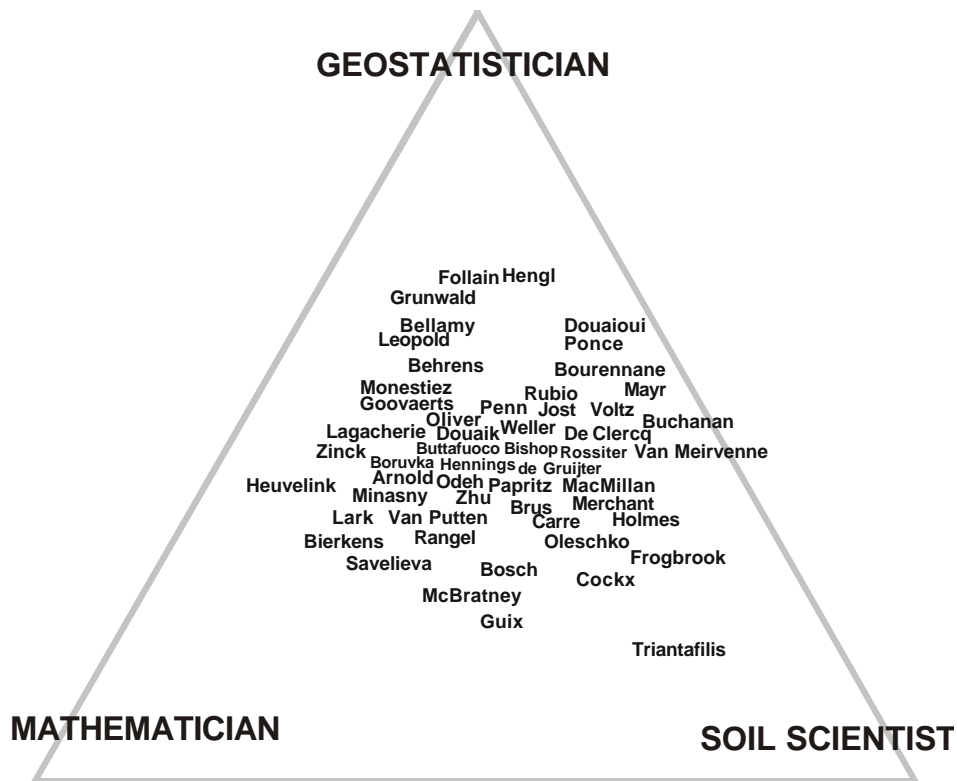 GEOSTATISTICIAN
Follain Hengl
Grunwald
Bellamy Douaioui
Leopold Ponce
Behrens Bourennane
Monestiez Rubio Mayr
Goovaerts Penn Jost Voltz
Oliver Weller Buchanan
Lagacherie Douaik De Clercq
Zinck Buttafuoco Bishop Rossiter Van Meirvenne
Boruvka Hennings de Gruijter
Heuvelink Arnold Odeh Papritz MacMillan
Minasny Zhu Brus Merchant
Lark Van Putten Carre Holmes
Bierkens Rangel Oleschko
Savelieva Bosch Frogbrook
Cockx
McBratney
Guix
Triantafilis
MATHEMATICIAN
SOIL SCIENTIST